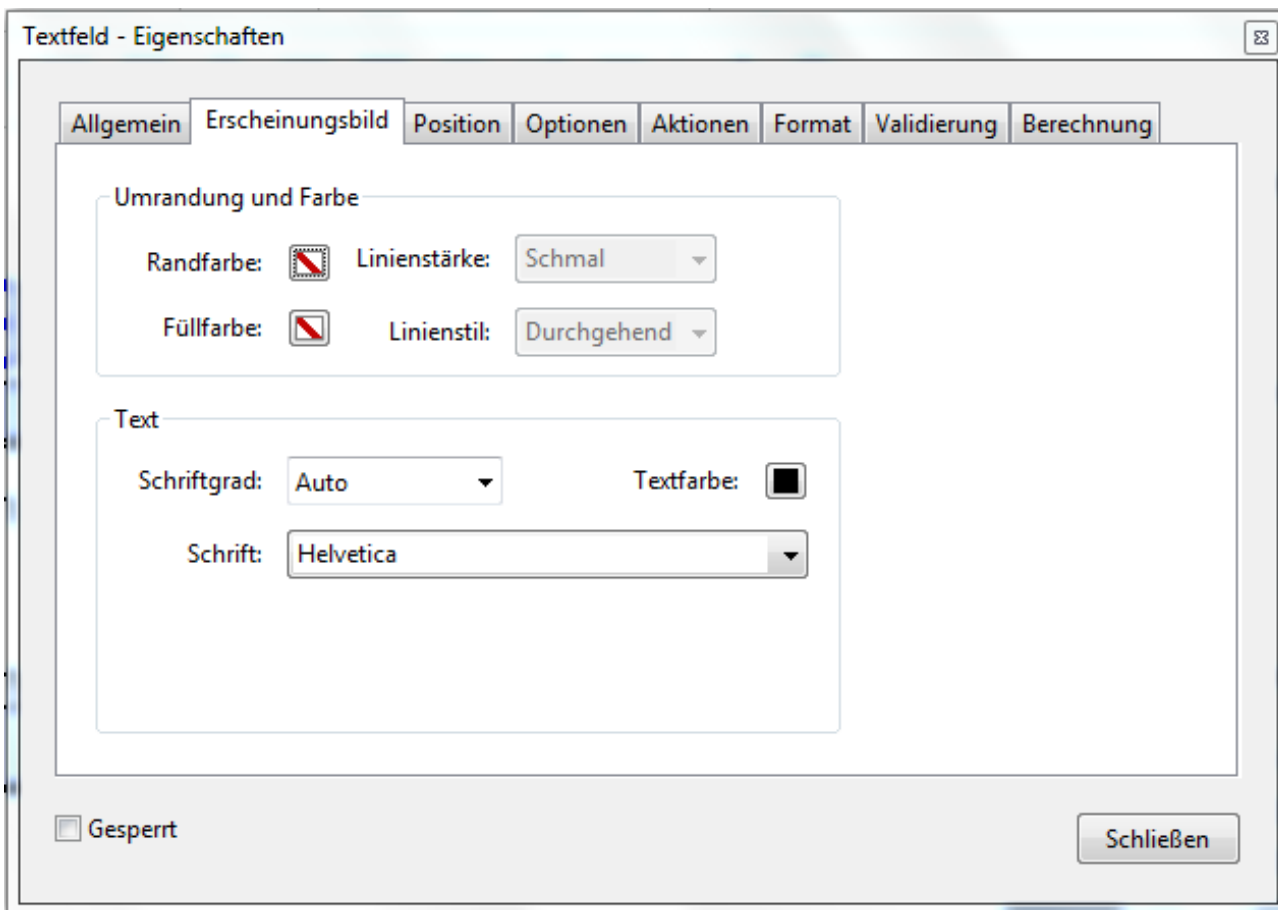 Textfeld - Eigenschaften
Allgemein Erscheinungsbild Position Optionen Aktionen Format Validierung Berechnung
Umrandung und Farbe
Randfarbe: Linienstärke: Schmal
Füllfarbe: Linienstil: Durchgehend
Text
Schriftgrad: Auto Textfarbe:
Schrift: Helvetica
Gesperrt
Schließen